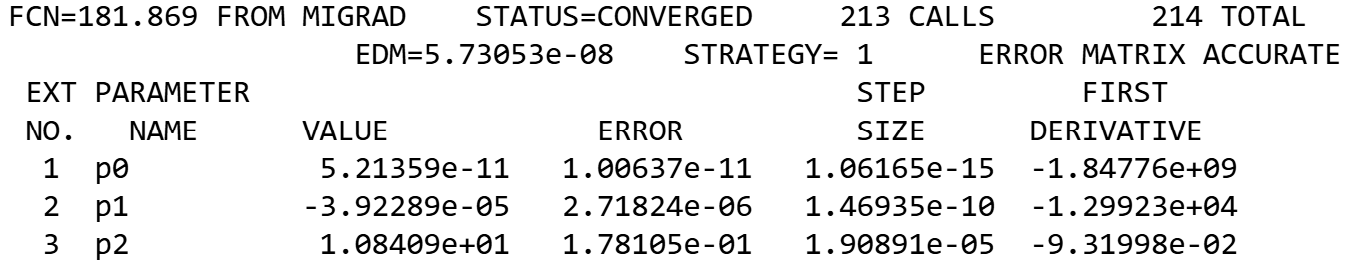 FCN=181.869 FROM MIGRAD    STATUS=CONVERGED     213 CALLS         214 TOTAL
                     EDM=5.73053e-08    STRATEGY= 1      ERROR MATRIX ACCURATE
 EXT PARAMETER                                   STEP         FIRST
 NO.   NAME      VALUE            ERROR          SIZE      DERIVATIVE
  1  p0           5.21359e-11   1.00637e-11   1.06165e-15  -1.84776e+09
  2  p1          -3.92289e-05   2.71824e-06   1.46935e-10  -1.29923e+04
  3  p2           1.08409e+01   1.78105e-01   1.90891e-05  -9.31998e-02